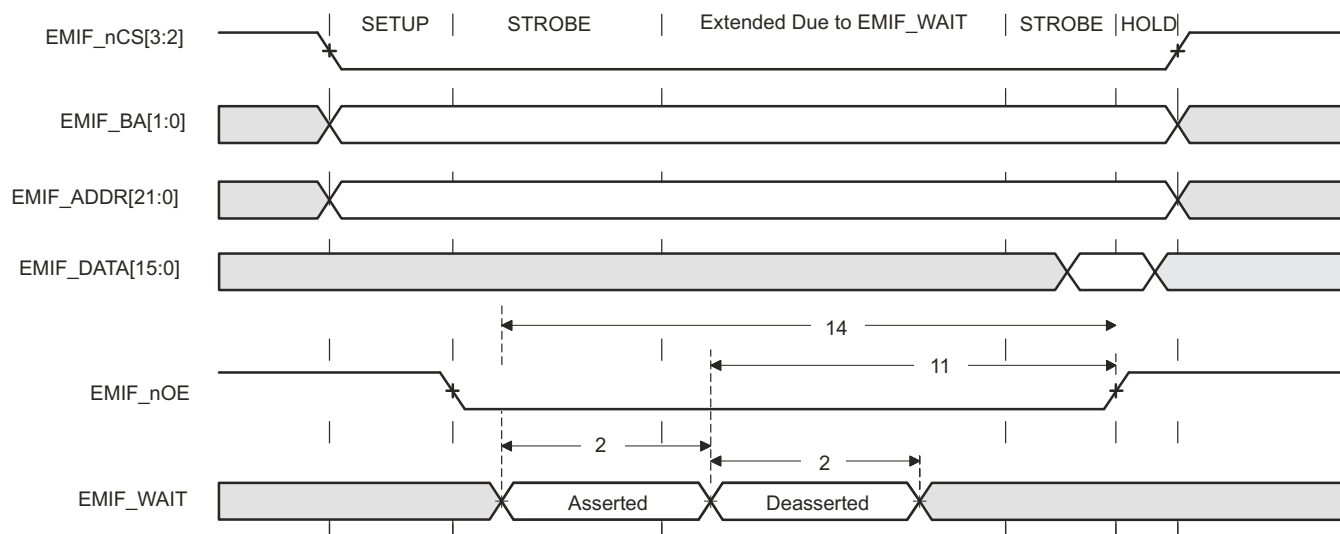 SETUP STROBE Extended Due to EMIF_WAIT STROBE HOLD
EMIF_nCS[3:2]
EMIF_BA[1:0]
EMIF_ADDR[21:0]
EMIF_DATA[15:0]
14
11
EMIF_nOE
2
2
EMIF_WAIT Asserted Deasserted